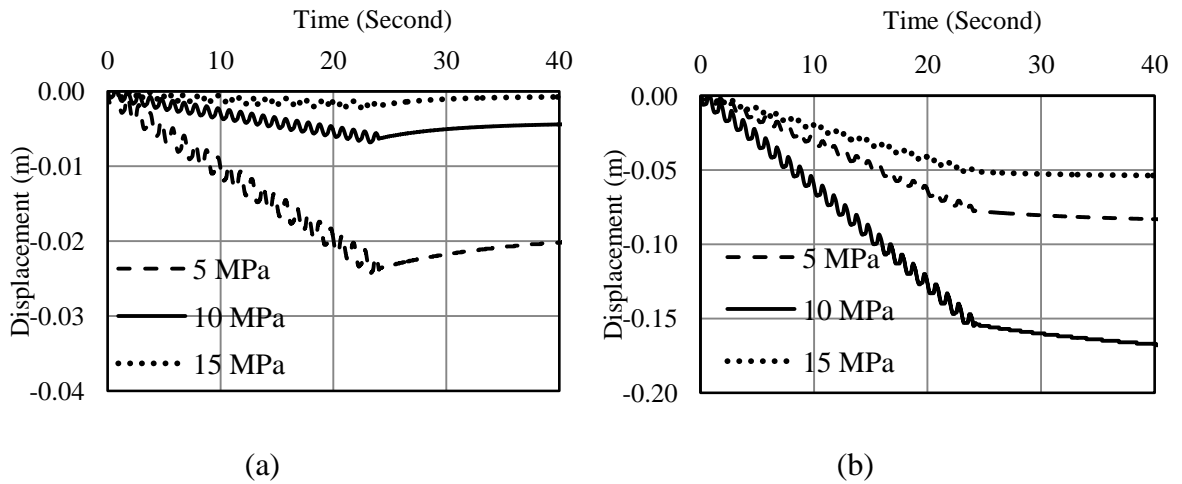 Time (Second)
0 10 20 30 40
0.00
-0.01
-0.02
-0.03
-0.04
Displacement (m)
5 MPa
10 MPa
15 MPa
(a)
Time (Second)
0 10 20 30 40
0.00
-0.05
-0.10
-0.15
-0.20
Displacement (m)
5 MPa
10 MPa
15 MPa
(b)